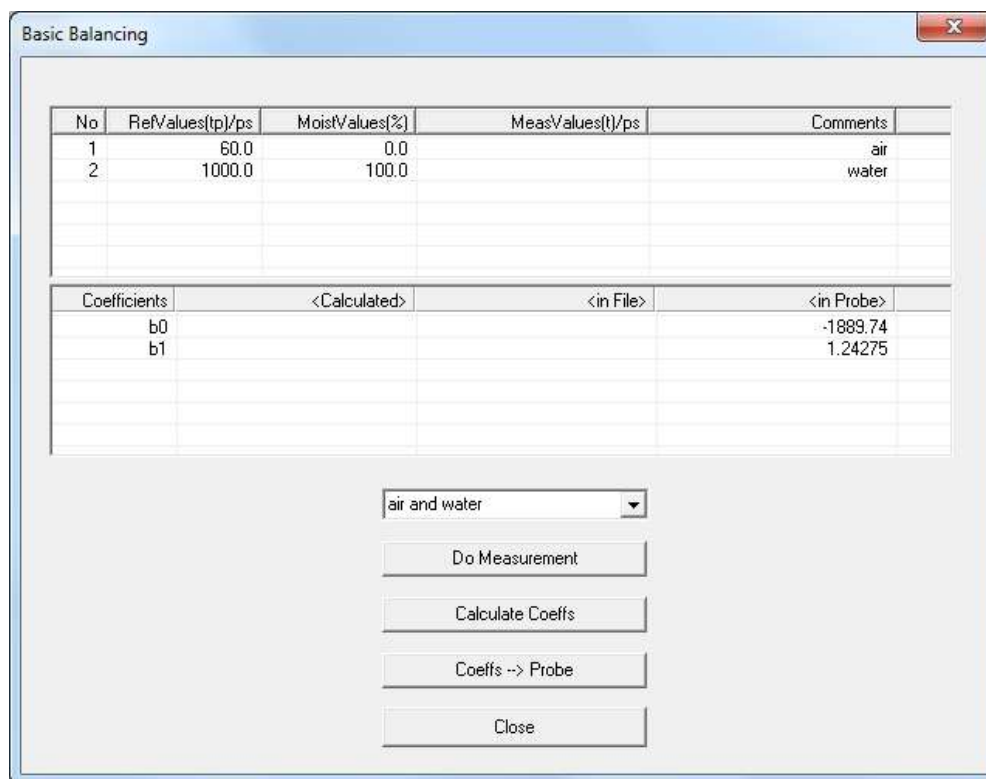 Basic Balancing
No RefValues(tp)/ps MoistValues(%) MeasValues(t)/ps Comments
1 60.0 0.0 air
2 1000.0 100.0 water
Coefficients <Calculated> <in File> <in Probe>
b0 -1889.74
b1 1.24275
air and water
Do Measurement
Calculate Coeffs
Coeffs --> Probe
Close